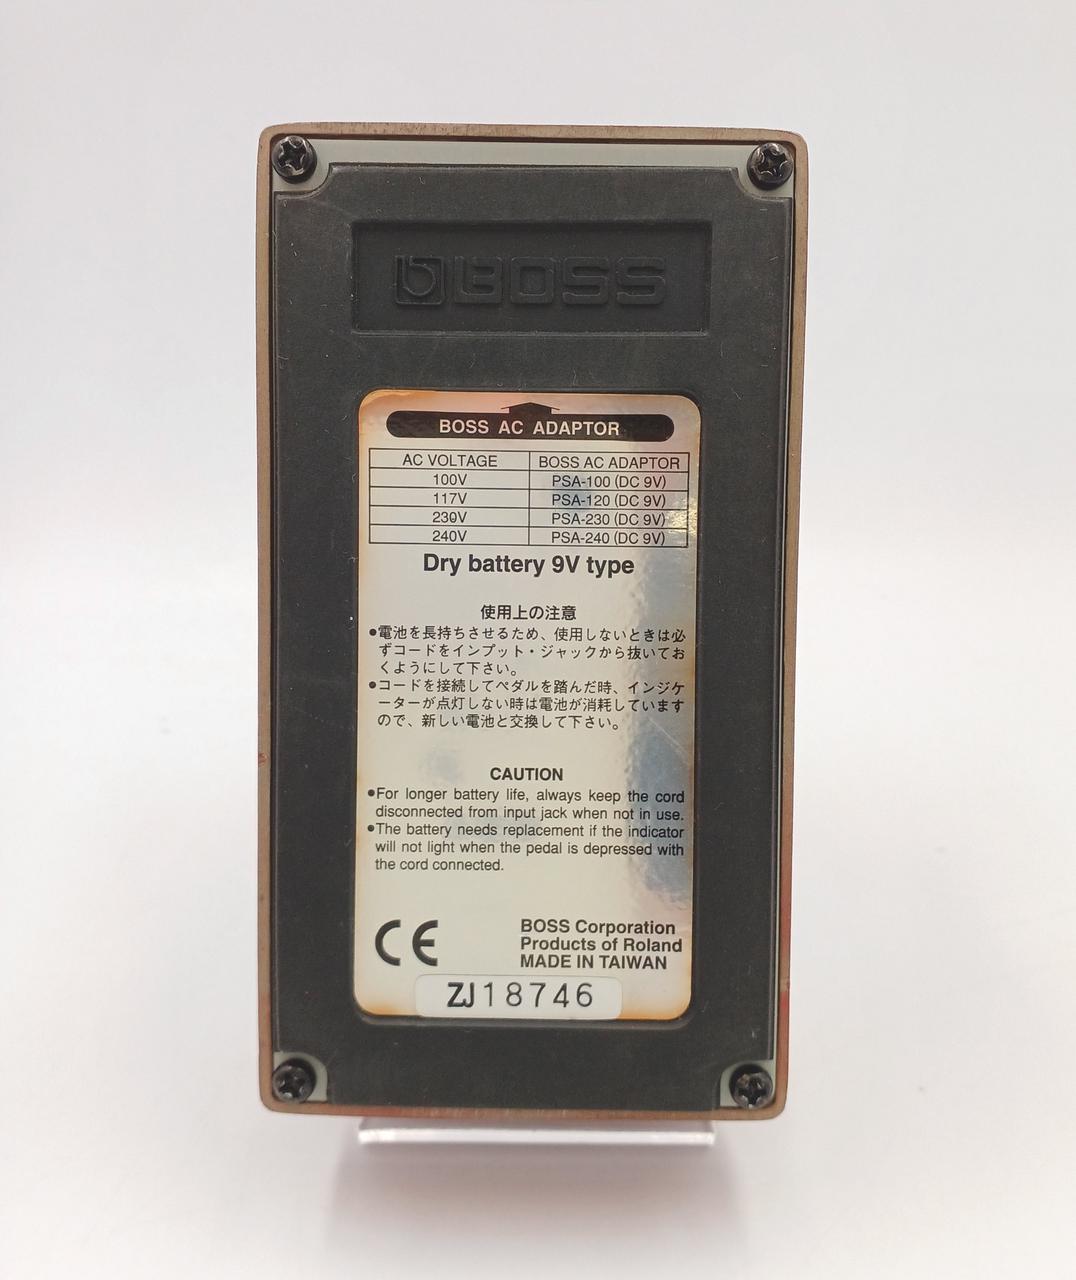 BOSS
BOSS AC ADAPTOR
AC VOLTAGE BOSS AC ADAPTOR
100V PSA-100 (DC 9V)
117V PSA-120 (DC 9V)
230V PSA-230 (DC 9V)
240V PSA-240 (DC 9V)
Dry battery 9V type
使用上の注意
●電池を長持ちさせるため、使用しないときは必
ずコードをインプット・ジャックから抜いてお
くようにして下さい。
●コードを接続してペダルを踏んだ時、インジケ
ーターが点灯しない時は電池が消耗しています
ので、新しい電池と交換して下さい。
CAUTION
●For longer battery life, always keep the cord
disconnected from input jack when not in use.
●The battery needs replacement if the indicator
will not light when the pedal is depressed with
the cord connected.
CE
BOSS Corporation
Products of Roland
MADE IN TAIWAN
ZJ18746